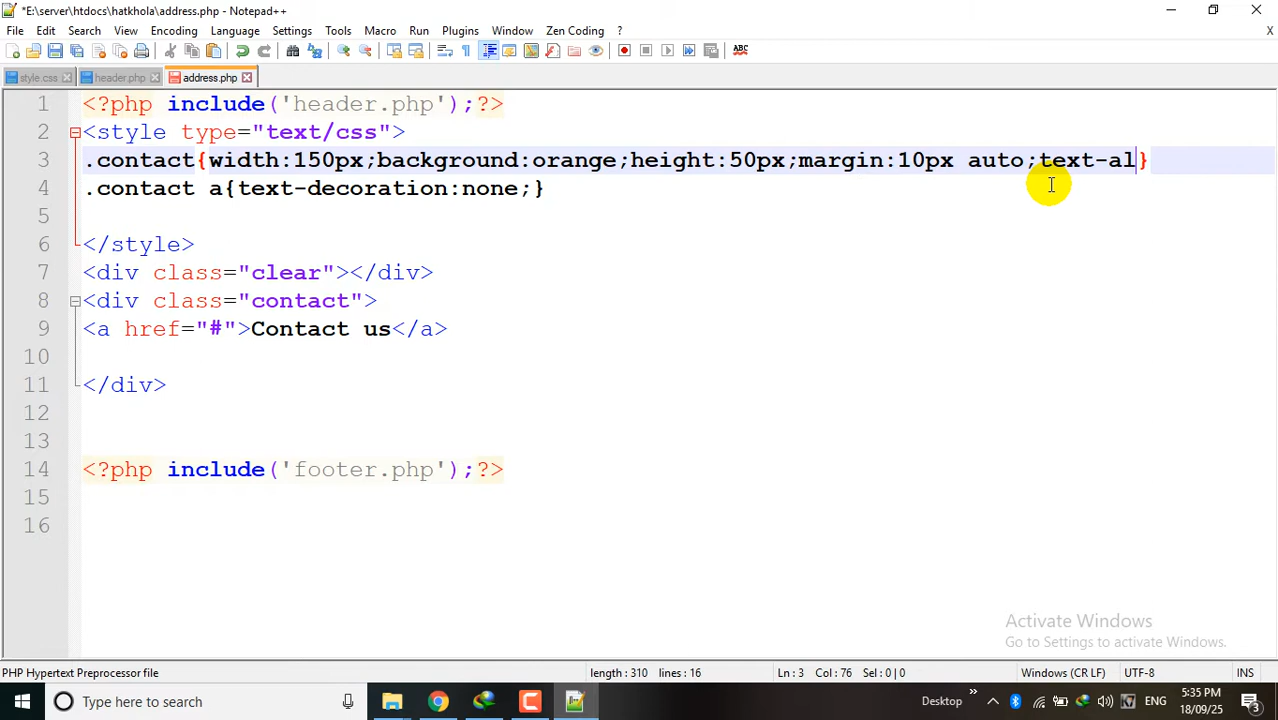 *E:\server\htdocs\hatkhola\address.php - Notepad++
File Edit Search View Encoding Language Settings Tools Macro Run Plugins Window Zen Coding ?
ABC
style.css header.php address.php
1 <?php include('header.php');?>
2 <style type="text/css">
3 .contact{width:150px;background:orange;height:50px;margin:10px auto;text-al}
4 .contact a{text-decoration:none;}
5
6 </style>
7 <div class="clear"></div>
8 <div class="contact">
9 <a href="#">Contact us</a>
10
11 </div>
12
13
14 <?php include('footer.php');?>
15
16
Activate Windows
Go to Settings to activate Windows.
PHP Hypertext Preprocessor file length : 310 lines : 16 Ln : 3 Col : 76 Sel : 0 | 0 Windows (CR LF) UTF-8 INS
Type here to search Desktop » ENG 5:35 PM
18/09/25 3